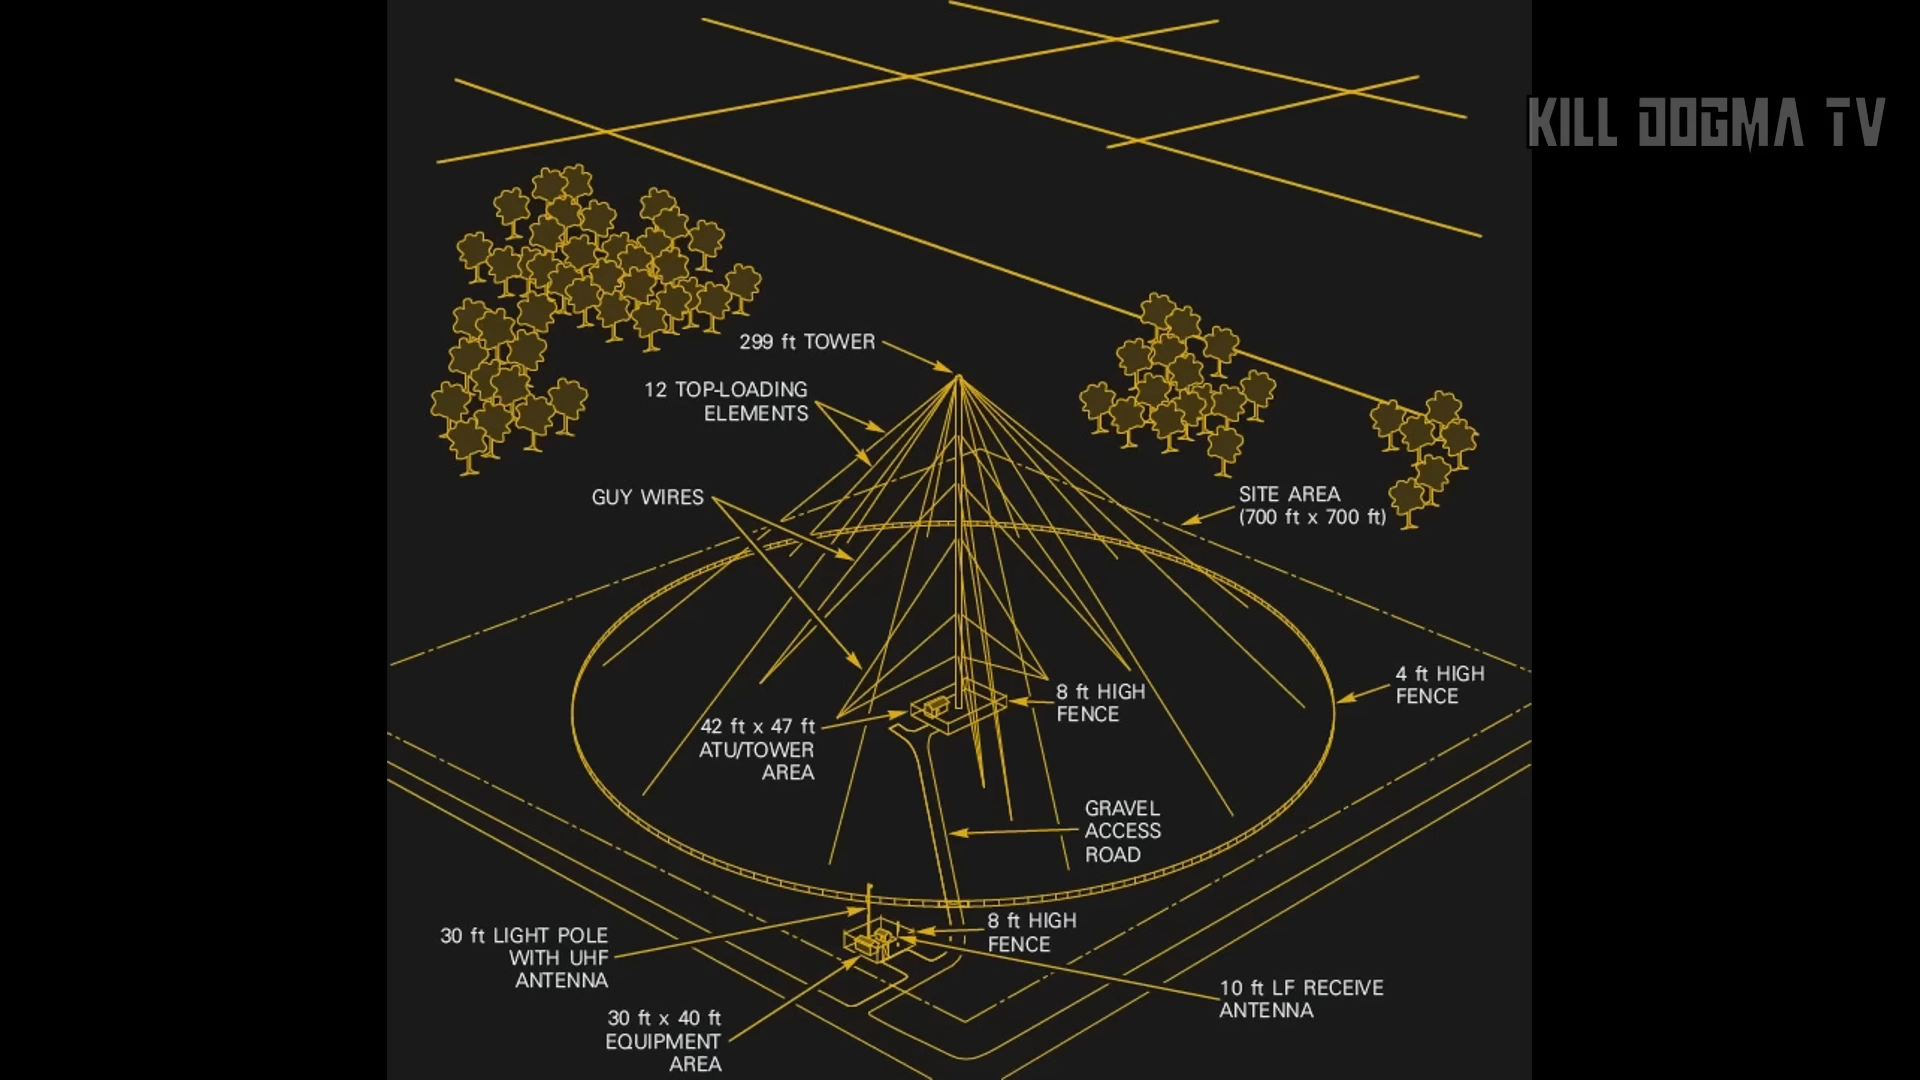 KILL DOGMA TV
299 ft TOWER
12 TOP-LOADING
ELEMENTS
GUY WIRES
SITE AREA
(700 ft x 700 ft)
4 ft HIGH
FENCE
8 ft HIGH
FENCE
42 ft x 47 ft
ATU/TOWER
AREA
GRAVEL
ACCESS
ROAD
8 ft HIGH
FENCE
30 ft LIGHT POLE
WITH UHF
ANTENNA
10 ft LF RECEIVE
ANTENNA
30 ft x 40 ft
EQUIPMENT
AREA